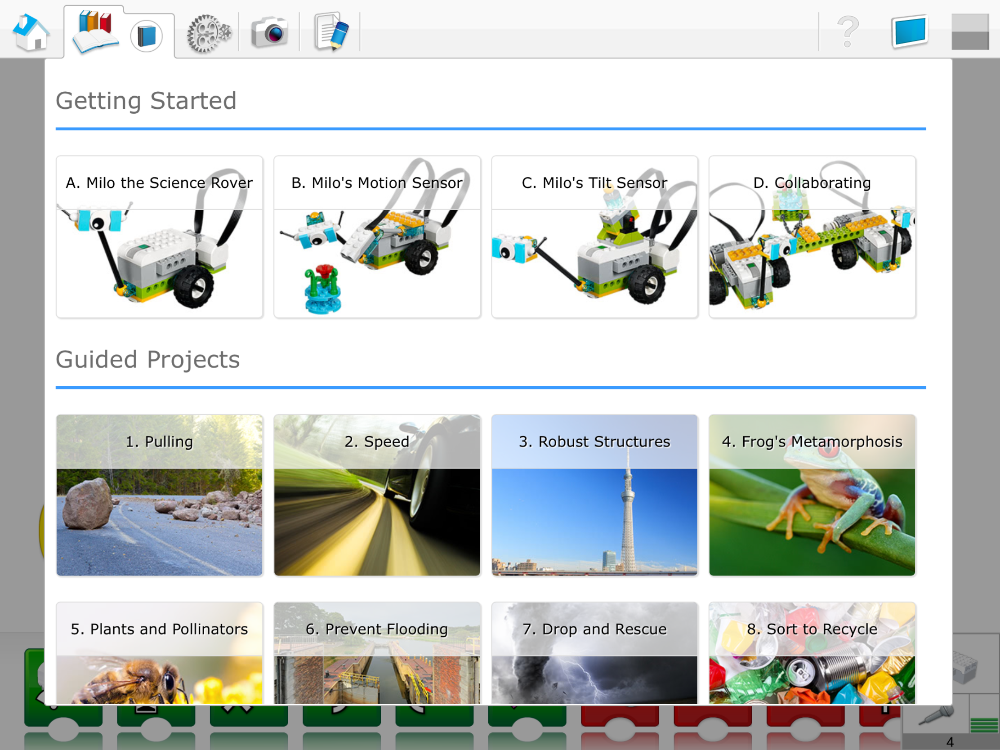 Getting Started
A. Milo the Science Rover
B. Milo's Motion Sensor
C. Milo's Tilt Sensor
D. Collaborating
Guided Projects
1. Pulling
2. Speed
3. Robust Structures
4. Frog's Metamorphosis
5. Plants and Pollinators
6. Prevent Flooding
7. Drop and Rescue
8. Sort to Recycle
4